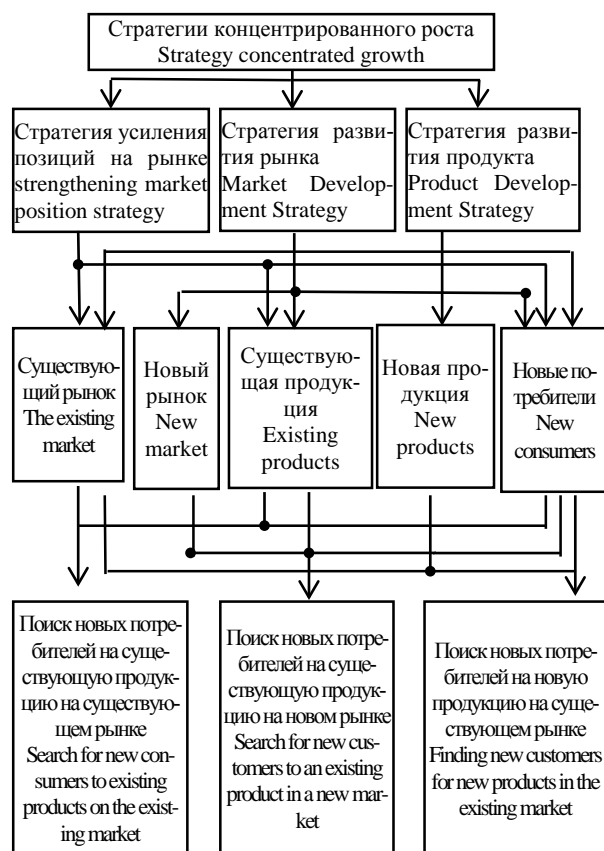 Стратегии концентрированного роста
Strategy concentrated growth
Стратегия усиления
позиций на рынке
strengthening market
position strategy
Стратегия разви-
тия рынка
Market Develop-
ment Strategy
Стратегия разви-
тия продукта
Product Develop-
ment Strategy
Существую-
щий рынок
The existing
market
Новый
рынок
New
market
Существую-
щая продук-
ция
Existing
products
Новая про-
дукция
New
products
Новые по-
требители
New
consumers
Поиск новых потре-
бителей на
существующую продук-
цию на существую-
щем рынке
Search for new con-
sumers to existing
products on the exist-
ing market
Поиск новых потре-
бителей на суще-
ствующую продук-
цию на новом рынке
Search for new cus-
tomers to an existing
product in a new mar-
ket
Поиск новых потре-
бителей на новую
продукцию на су-
ществующем рынке
Finding new customers
for new products in the
existing market